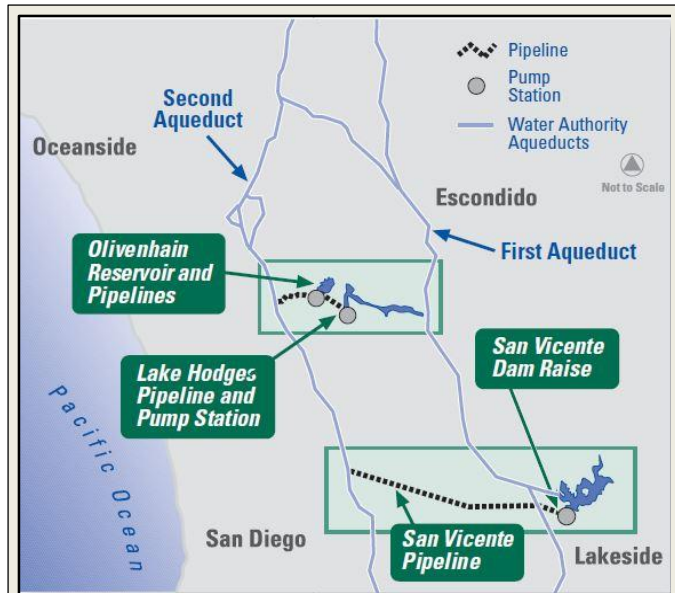 Pipeline
Pump
Station
Water Authority
Aqueducts
Not to Scale
Second
Aqueduct
Oceanside
Escondido
First Aqueduct
Olivenhain
Reservoir and
Pipelines
Lake Hodges
Pipeline and
Pump Station
San Vicente
Dam Raise
Pacific Ocean
San Diego
San Vicente
Pipeline
Lakeside